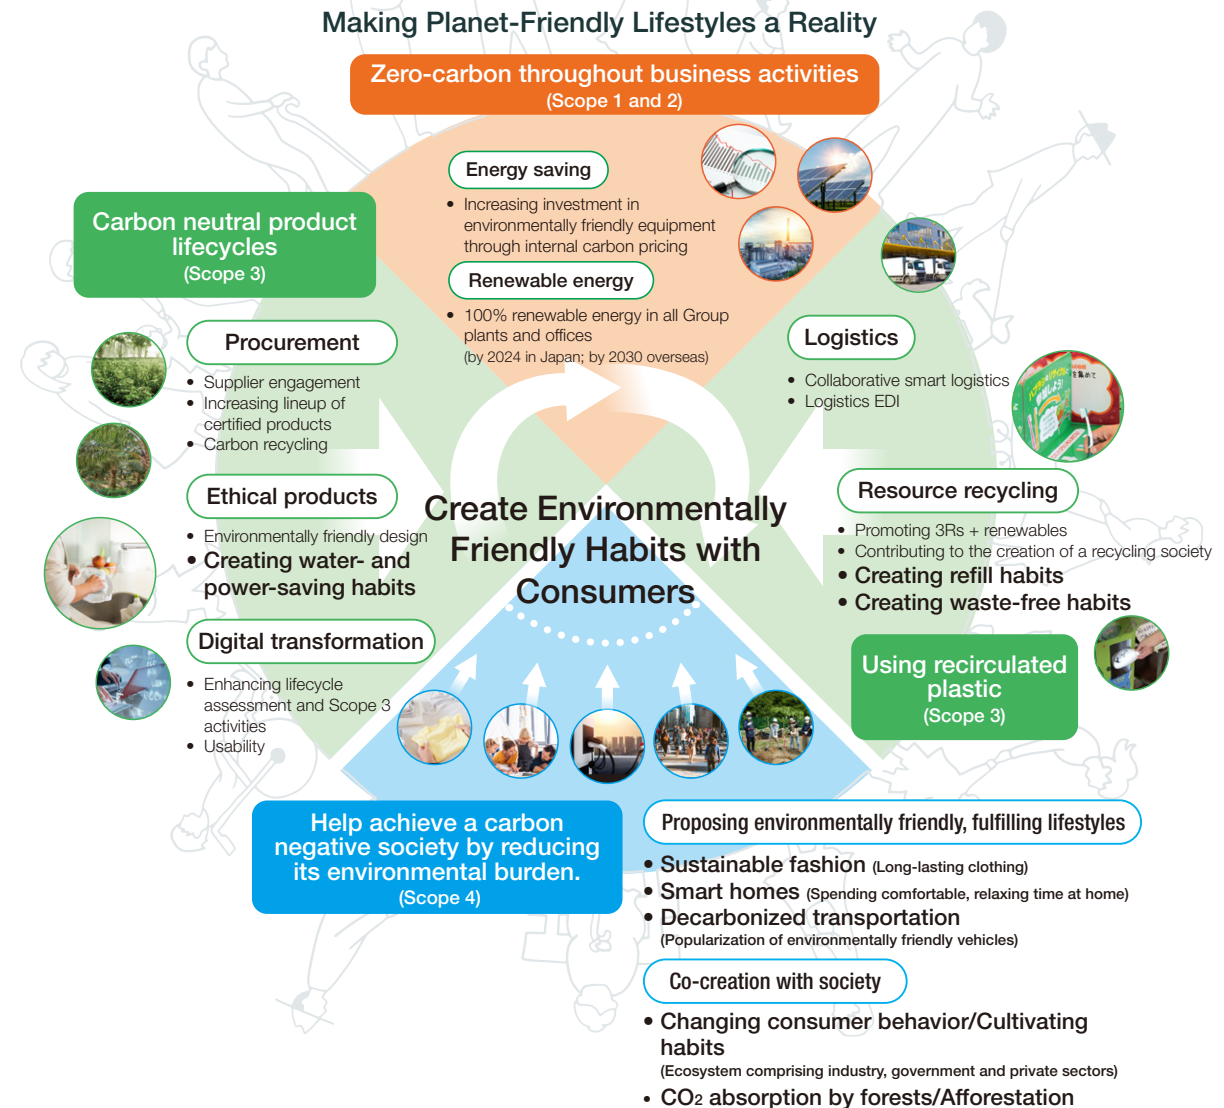 Making Planet-Friendly Lifestyles a Reality
Zero-carbon throughout business activities
(Scope 1 and 2)
Energy saving
• Increasing investment in
environmentally friendly equipment
through internal carbon pricing
Renewable energy
• 100% renewable energy in all Group
plants and offices
(by 2024 in Japan; by 2030 overseas)
Carbon neutral product
lifecycles
(Scope 3)
Procurement
• Supplier engagement
• Increasing lineup of
certified products
• Carbon recycling
Ethical products
• Environmentally friendly design
• Creating water- and
power-saving habits
Digital transformation
• Enhancing lifecycle
assessment and Scope 3
activities
• Usability
Create Environmentally
Friendly Habits with
Consumers
Logistics
• Collaborative smart logistics
• Logistics EDI
Resource recycling
• Promoting 3Rs + renewables
• Contributing to the creation of a recycling society
• Creating refill habits
• Creating waste-free habits
Using recirculated
plastic
(Scope 3)
Help achieve a carbon
negative society by reducing
its environmental burden.
(Scope 4)
Proposing environmentally friendly, fulfilling lifestyles
• Sustainable fashion (Long-lasting clothing)
• Smart homes (Spending comfortable, relaxing time at home)
• Decarbonized transportation
(Popularization of environmentally friendly vehicles)
Co-creation with society
• Changing consumer behavior/Cultivating
habits
(Ecosystem comprising industry, government and private sectors)
• CO2 absorption by forests/Afforestation